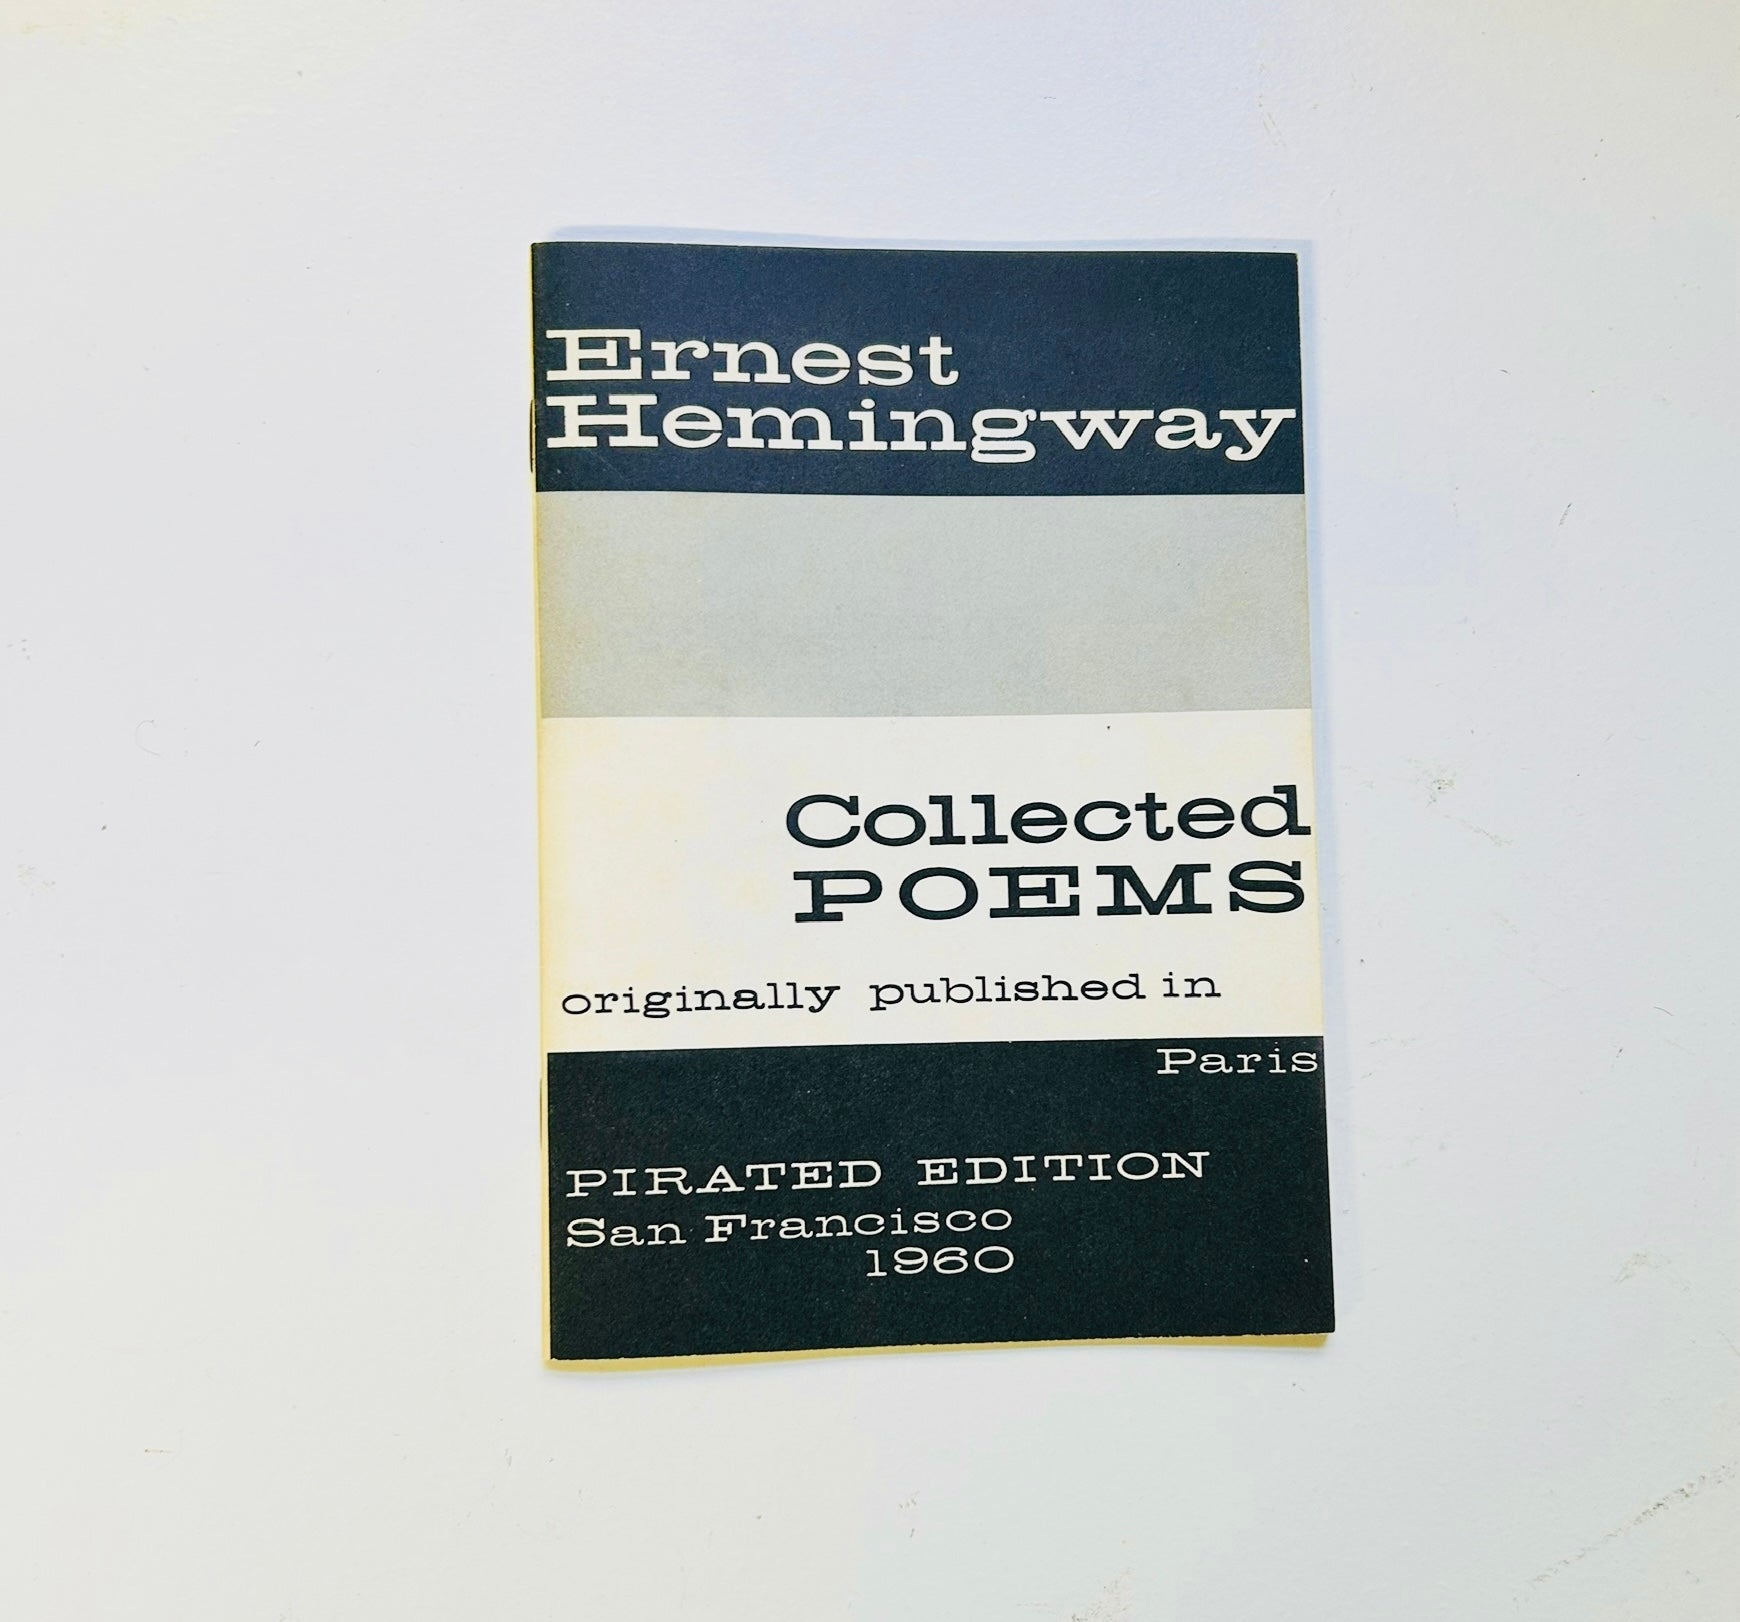 Ernest
Hemingway
Collected
POEMS
originally published in
Paris
PIRATED EDITION
San Francisco
1960